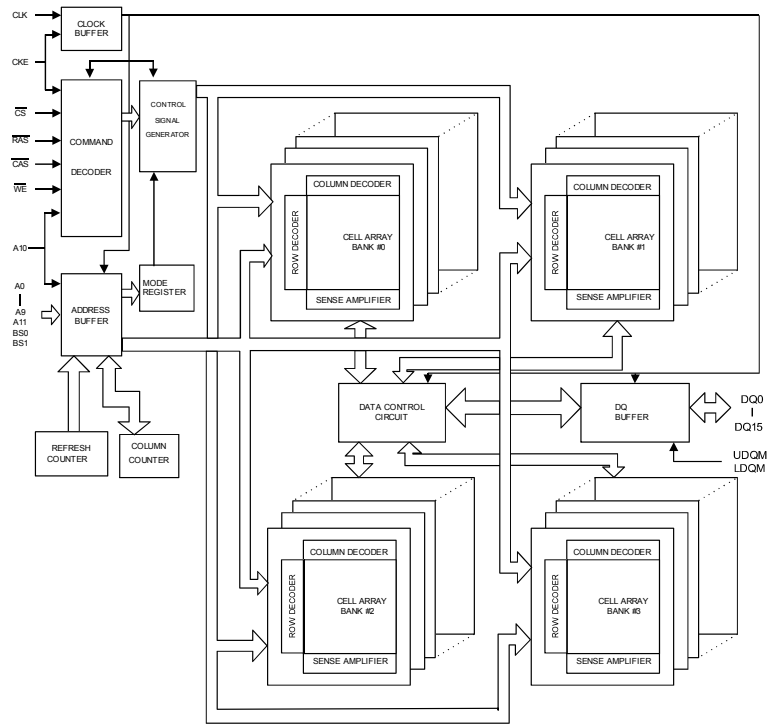 CLK
CLOCK
BUFFER
CKE
CS
RAS
CAS
WE
COMMAND
DECODER
CONTROL
SIGNAL
GENERATOR
A10
A0
A9
A11
BS0
BS1
ADDRESS
BUFFER
MODE
REGISTER
REFRESH
COUNTER
COLUMN
COUNTER
COLUMN DECODER
ROW DECODER
CELL ARRAY
BANK #0
SENSE AMPLIFIER
COLUMN DECODER
ROW DECODER
CELL ARRAY
BANK #1
SENSE AMPLIFIER
DATA CONTROL
CIRCUIT
DQ
BUFFER
DQ0
DQ15
UDQM
LDQM
COLUMN DECODER
ROW DECODER
CELL ARRAY
BANK #2
SENSE AMPLIFIER
COLUMN DECODER
ROW DECODER
CELL ARRAY
BANK #3
SENSE AMPLIFIER